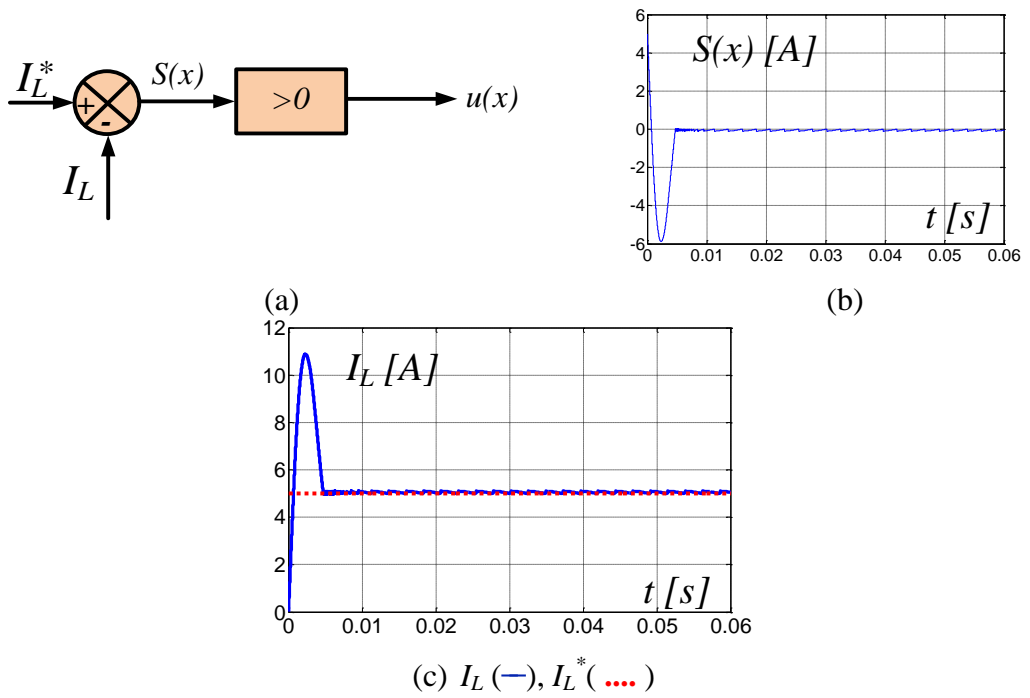 I_L^*
+
-
I_L
S(x)
>0
u(x)
S(x) [A]
6
4
2
0
-2
-4
-6
t [s]
0 0.01 0.02 0.03 0.04 0.05 0.06
(a)
(b)
I_L [A]
12
10
8
6
4
2
0
t [s]
0 0.01 0.02 0.03 0.04 0.05 0.06
(c) I_L (—), I_L^*( .... )